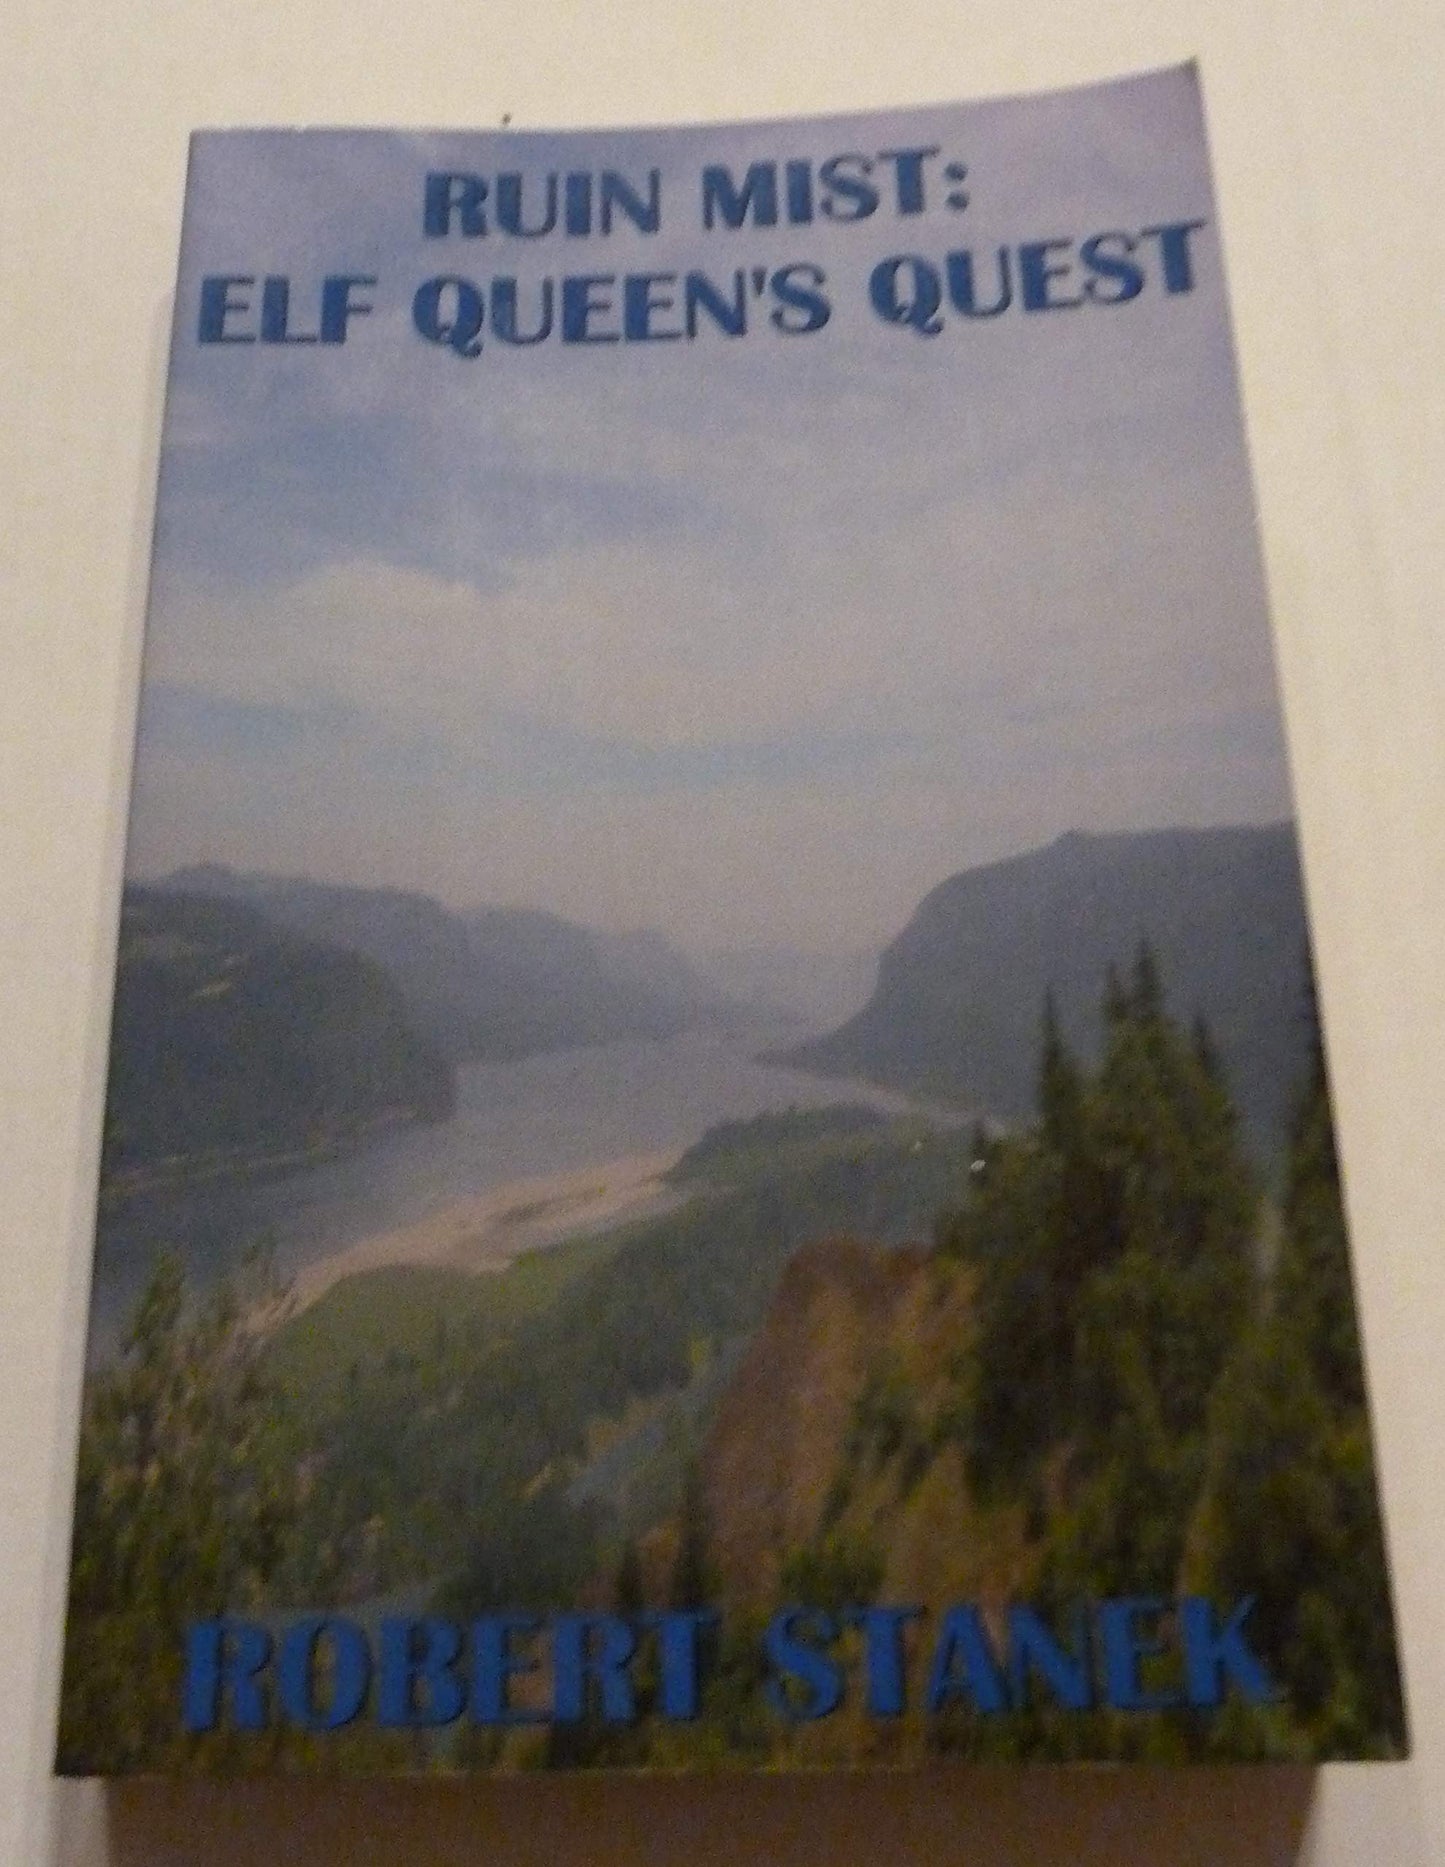 RUIN MIST:
ELF QUEEN'S QUEST
ROBERT STANEK